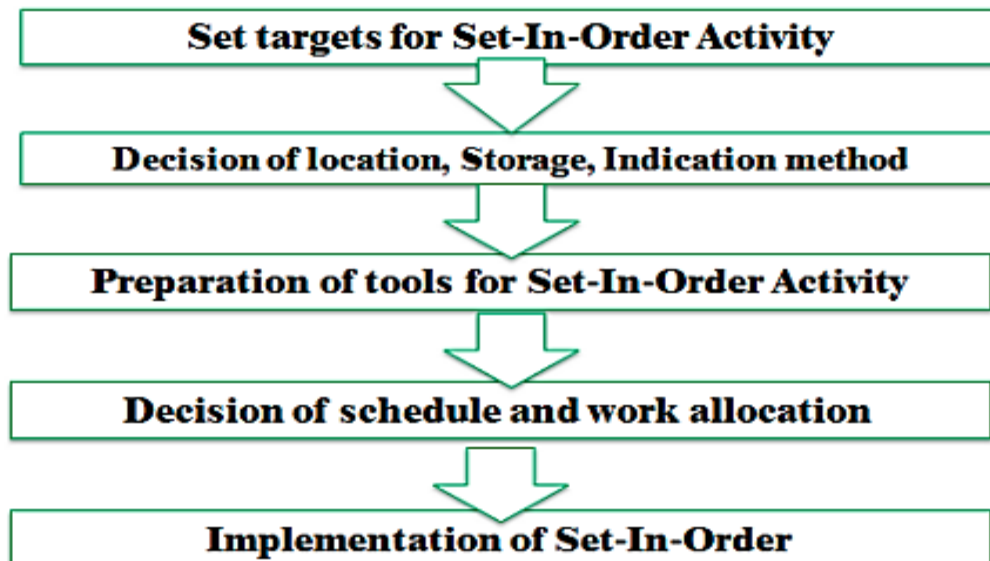 Set targets for Set-In-Order Activity
Decision of location, Storage, Indication method
Preparation of tools for Set-In-Order Activity
Decision of schedule and work allocation
Implementation of Set-In-Order